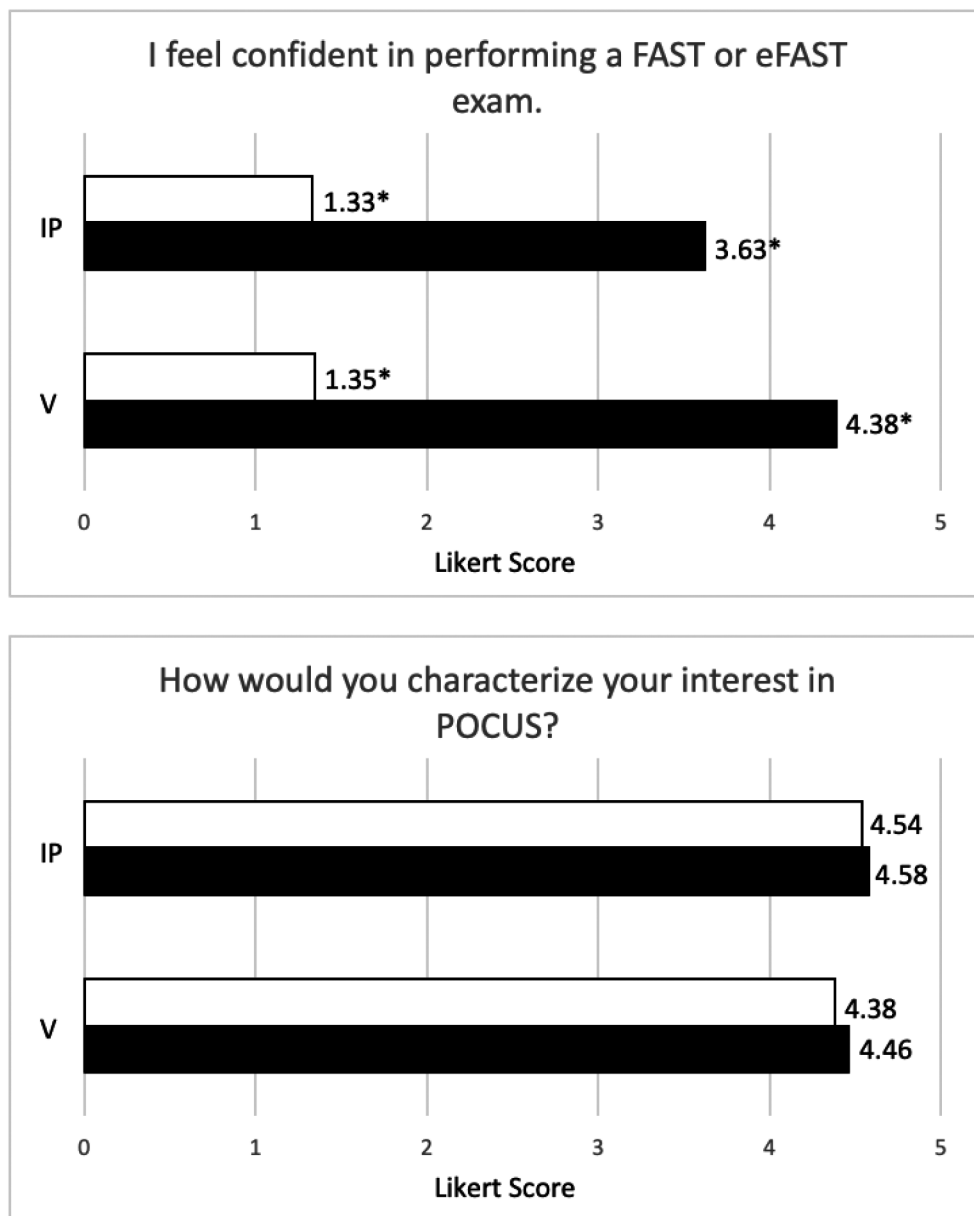 I feel confident in performing a FAST or eFAST
exam.
IP
1.33*
3.63*
V
1.35*
4.38*
0 1 2 3 4 5
Likert Score
How would you characterize your interest in
POCUS?
IP
4.54
4.58
V
4.38
4.46
0 1 2 3 4 5
Likert Score